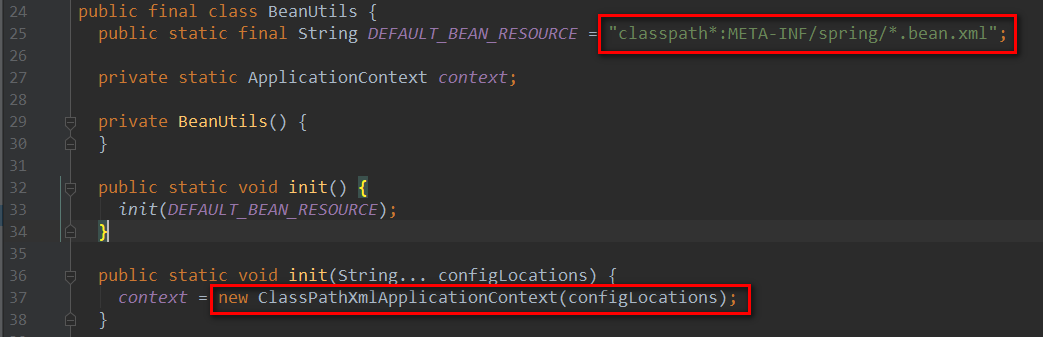 24 public final class BeanUtils {
25 public static final String DEFAULT_BEAN_RESOURCE = "classpath*:META-INF/spring/*.bean.xml";
26
27 private static ApplicationContext context;
28
29 private BeanUtils() {
30 }
31
32 public static void init() {
33 init(DEFAULT_BEAN_RESOURCE);
34 }
35
36 public static void init(String... configLocations) {
37 context = new ClassPathXmlApplicationContext(configLocations);
38 }